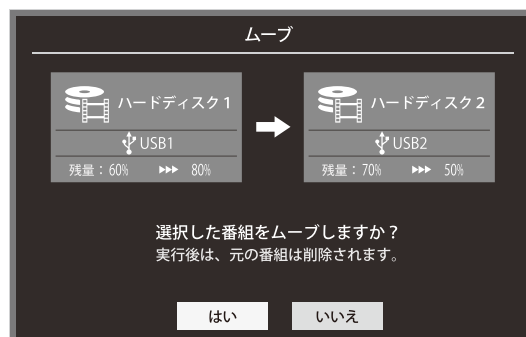 ムーブ
ハードディスク 1
USB1
残量：60% ▸▸▸ 80%
ハードディスク 2
USB2
残量：70% ▸▸▸ 50%
選択した番組をムーブしますか？
実行後は、元の番組は削除されます。
はい
いいえ